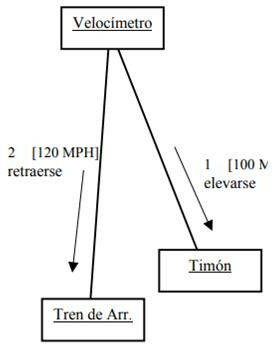 Velocímetro
2 [120 MPH]
retraerse
1 [100 M
elevarse
Timón
Tren de Arr.